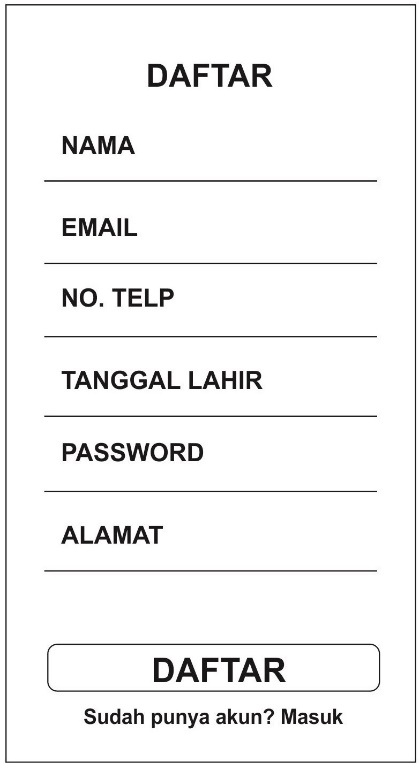 DAFTAR
NAMA
EMAIL
NO. TELP
TANGGAL LAHIR
PASSWORD
ALAMAT
DAFTAR
Sudah punya akun? Masuk